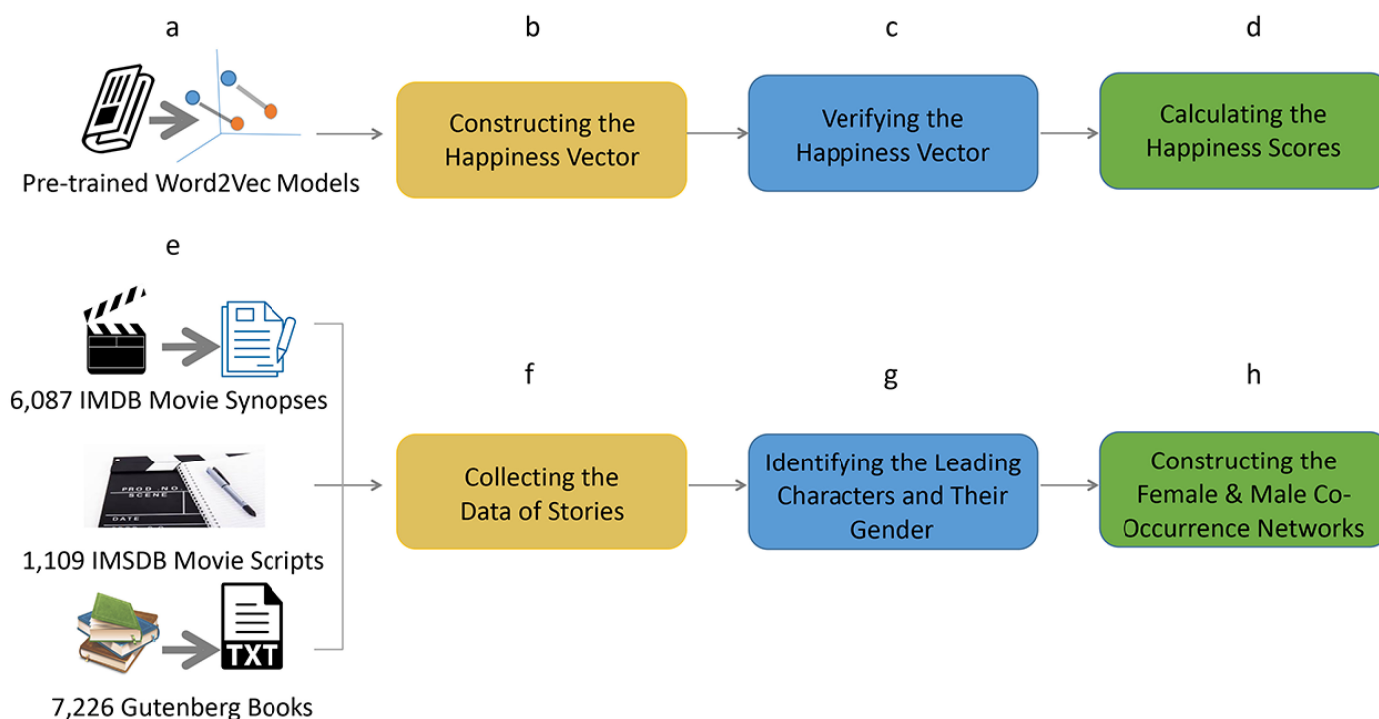 a
b
c
d
Pre-trained Word2Vec Models
Constructing the
Happiness Vector
Verifying the
Happiness Vector
Calculating the
Happiness Scores
e
6,087 IMDB Movie Synopses
PROD.NO.
SCENE
DATE
1,109 IMSDB Movie Scripts
TXT
7,226 Gutenberg Books
f
g
h
Collecting the
Data of Stories
Identifying the Leading
Characters and Their
Gender
Constructing the
Female & Male Co-
Occurrence Networks